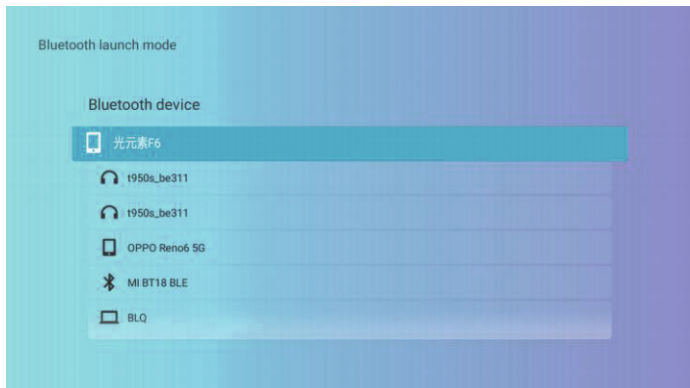 Bluetooth launch mode
Bluetooth device
光元素F6
t950s_be311
t950s_be311
OPPO Reno6 5G
MI BT18 BLE
BLQ